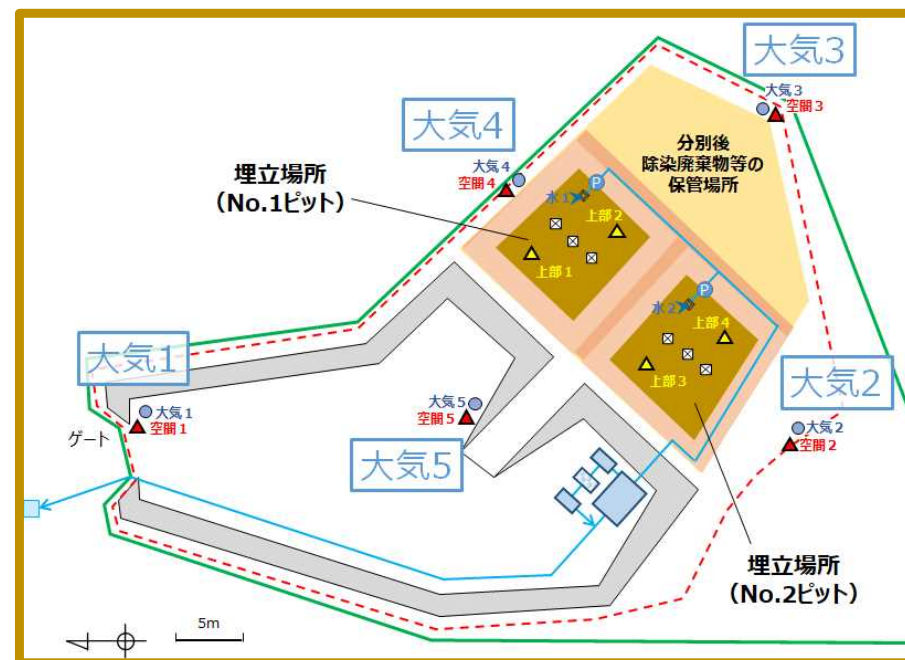 大気3
大気3
空間3
大気4
大気4
空間4
分別後
除染廃棄物等の
保管場所
埋立場所
(No.1ピット)
P
水1
上部2
上部1
P
水2
上部4
上部3
大気1
大気1
空間1
ゲート
大気5
空間5
大気5
大気2
大気2
空間2
埋立場所
(No.2ピット)
5m